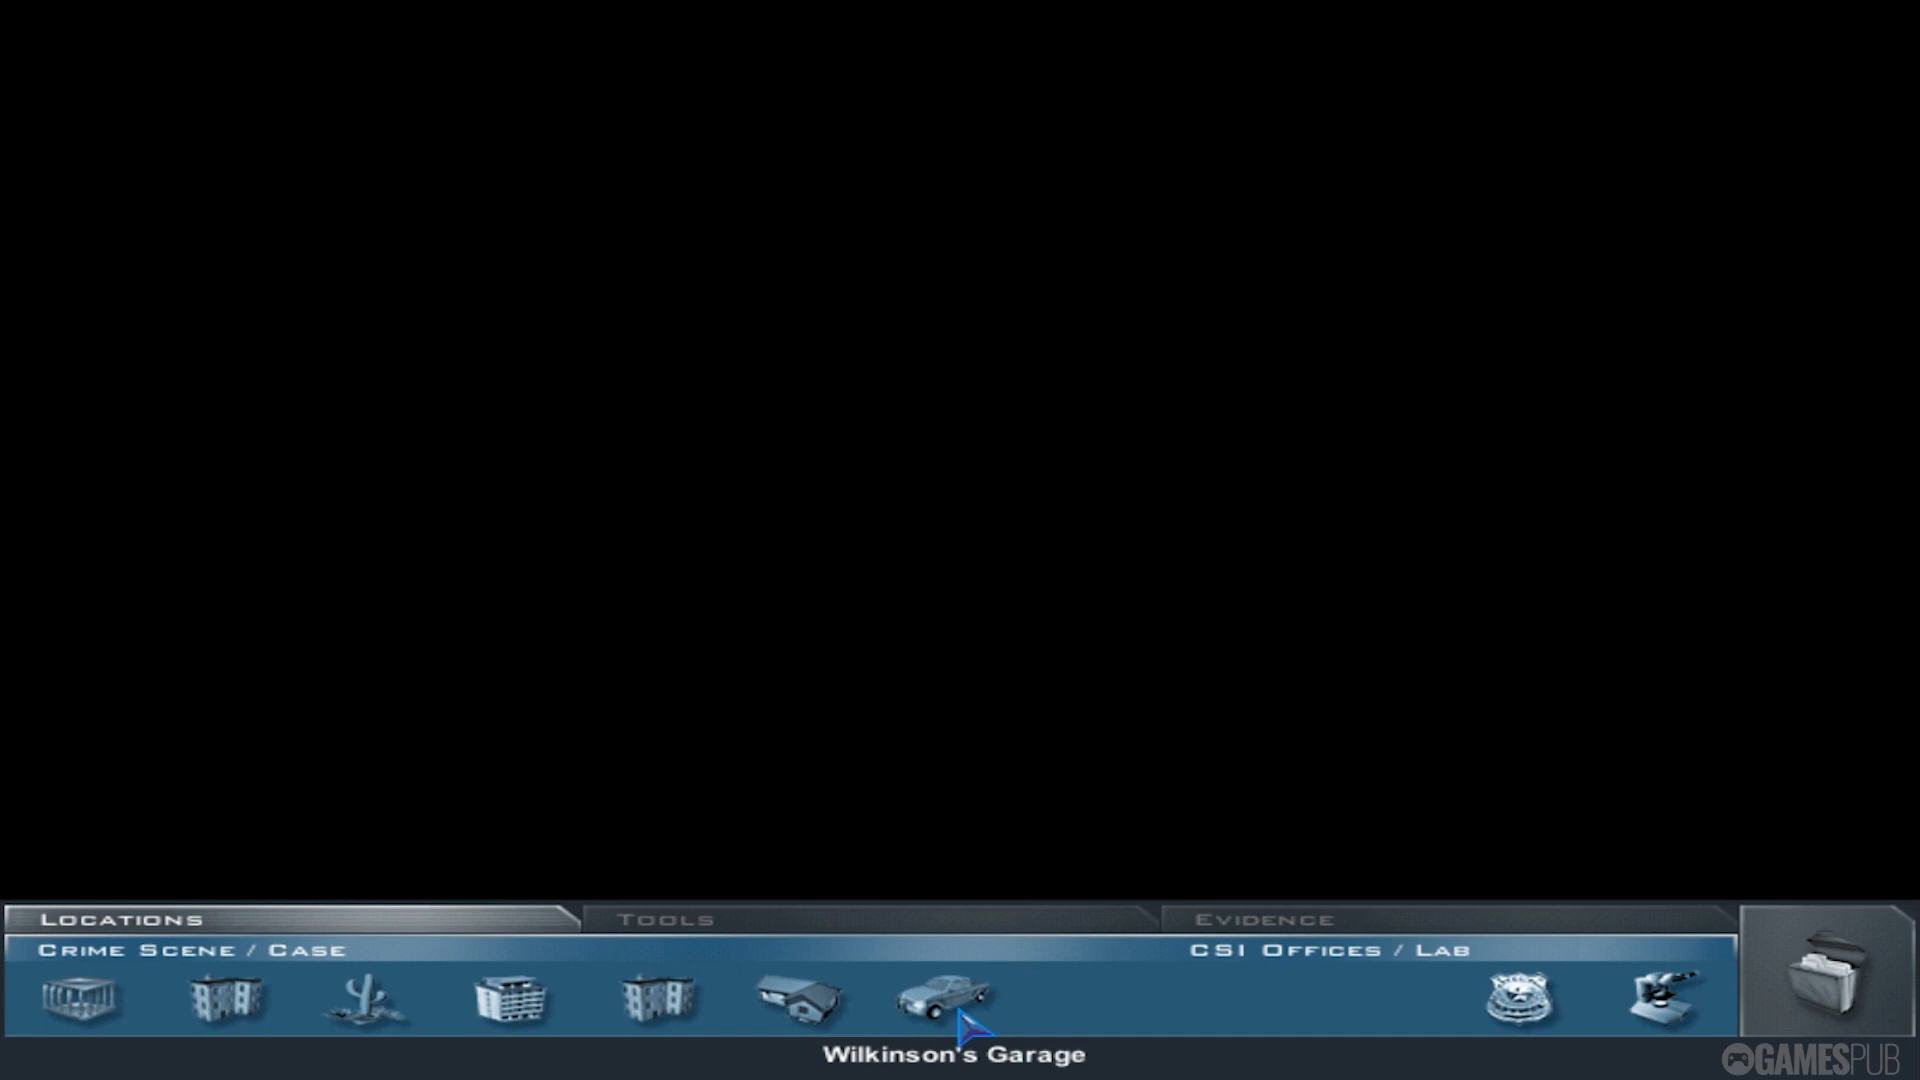 LOCATIONS
TOOLS
EVIDENCE
CRIME SCENE / CASE
CSI OFFICES / LAB
Wilkinson's Garage
GAMESPUB